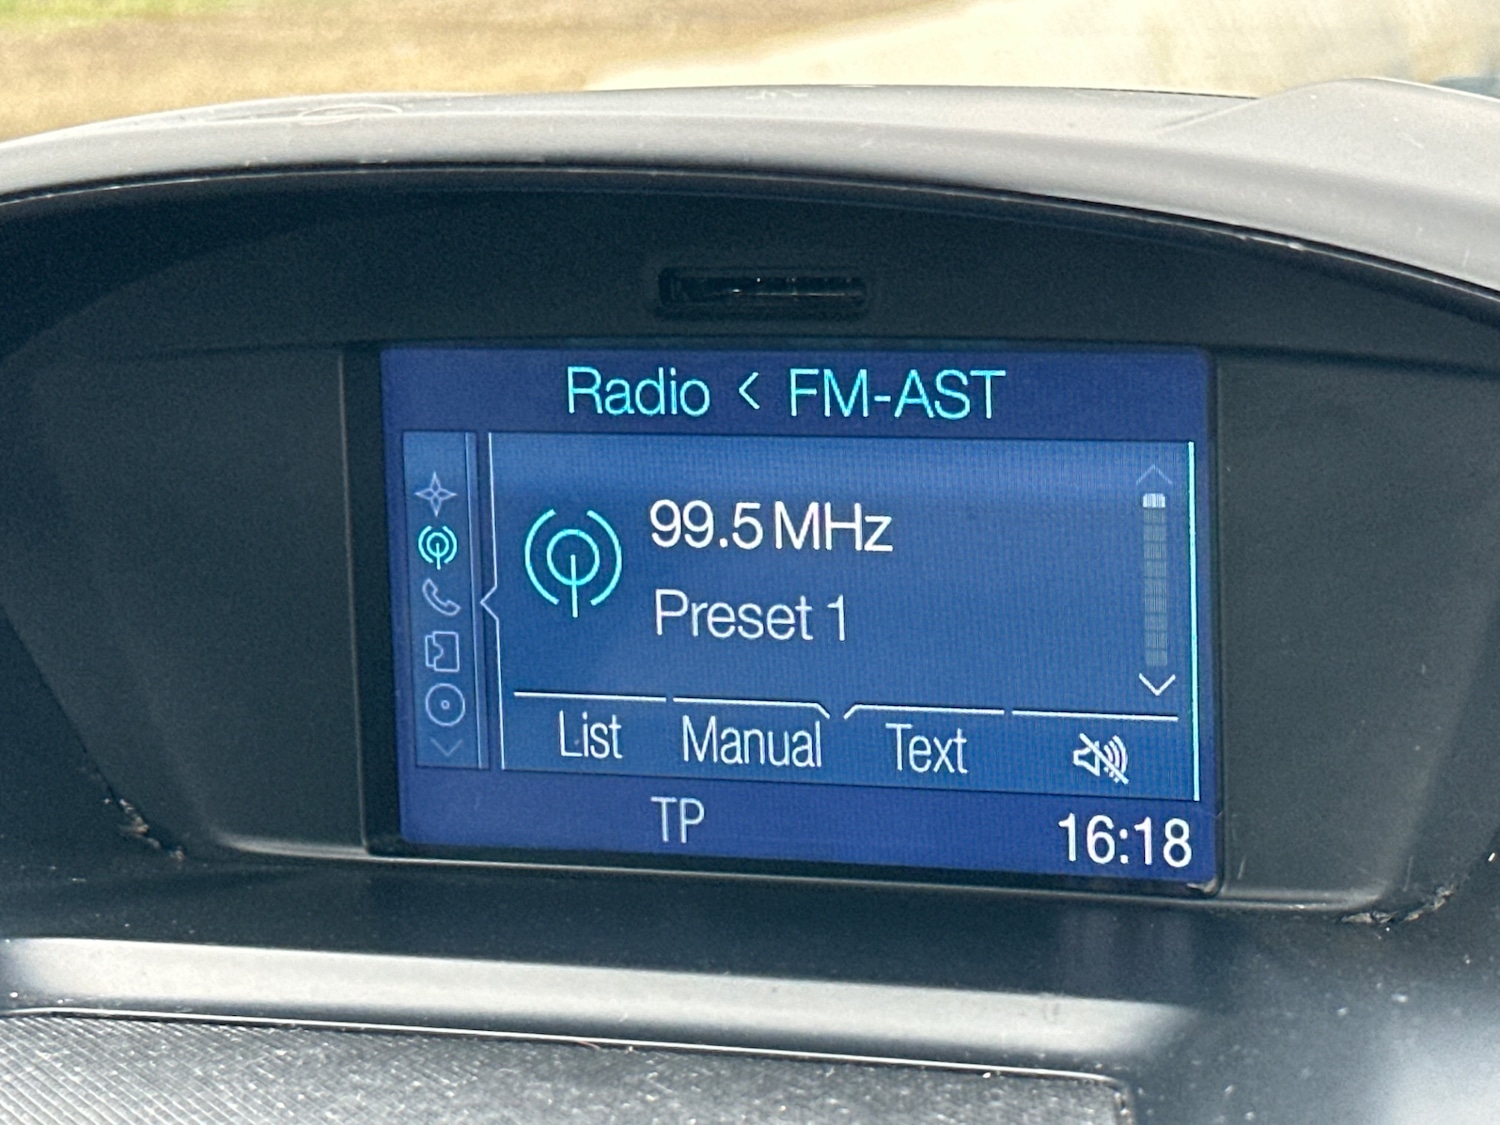 Radio < FM-AST
99.5 MHz
Preset 1
List Manual Text
TP 16:18